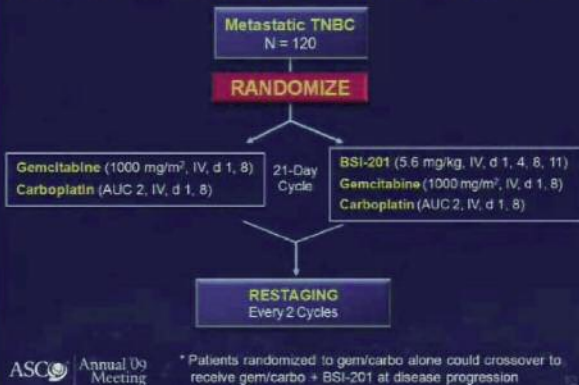 Metastatic TNBC
N = 120
RANDOMIZE
Gemcitabine (1000 mg/m², IV, d 1, 8)
Carboplatin (AUC 2, IV, d 1, 8)
21-Day
Cycle
BSI-201 (5.6 mg/kg, IV, d 1, 4, 8, 11)
Gemcitabine (1000 mg/m², IV, d 1, 8)
Carboplatin (AUC 2, IV, d 1, 8)
RESTAGING
Every 2 Cycles
ASCO Annual '09
Meeting
* Patients randomized to gem/carbo alone could crossover to
receive gem/carbo + BSI-201 at disease progression